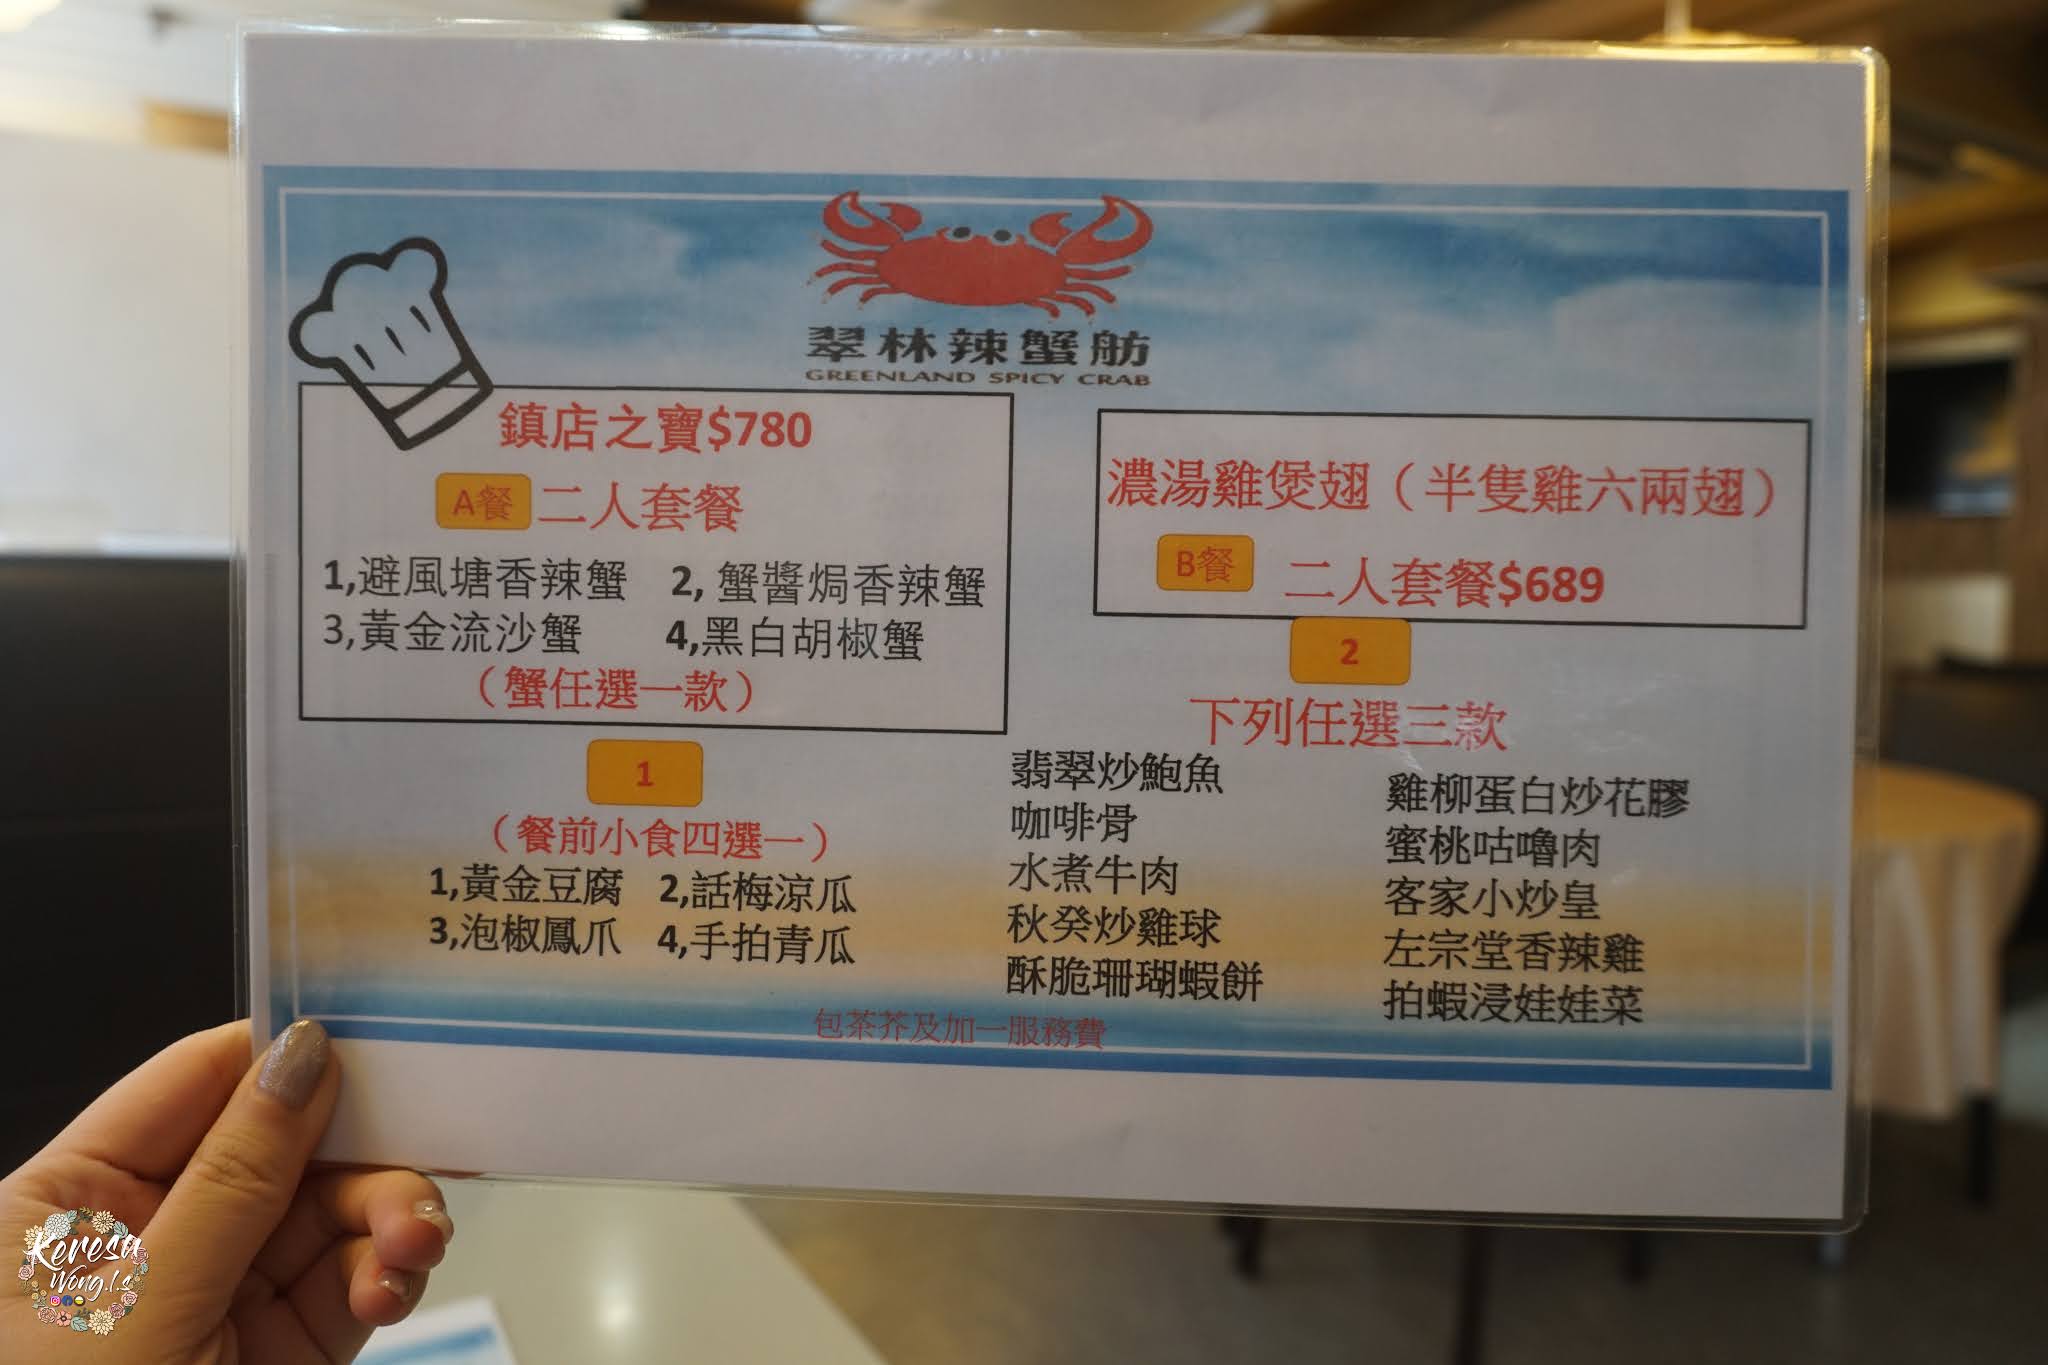 翠林辣蟹舫
GREENLAND SPICY CRAB
鎮店之寶$780
A餐 二人套餐
1,避風塘香辣蟹 2, 蟹醬焗香辣蟹
3,黃金流沙蟹 4,黑白胡椒蟹
（蟹任選一款）
1
（餐前小食四選一）
1,黃金豆腐 2,話梅涼瓜
3,泡椒鳳爪 4,手拍青瓜
濃湯雞煲翅（半隻雞六兩翅）
B餐 二人套餐$689
2
下列任選三款
翡翠炒鮑魚
咖啡骨
水煮牛肉
秋癸炒雞球
酥脆珊瑚蝦餅
雞柳蛋白炒花膠
蜜桃咕嚕肉
客家小炒皇
左宗堂香辣雞
拍蝦浸娃娃菜
包茶芥及加一服務費
Keresa
Wong.l.s